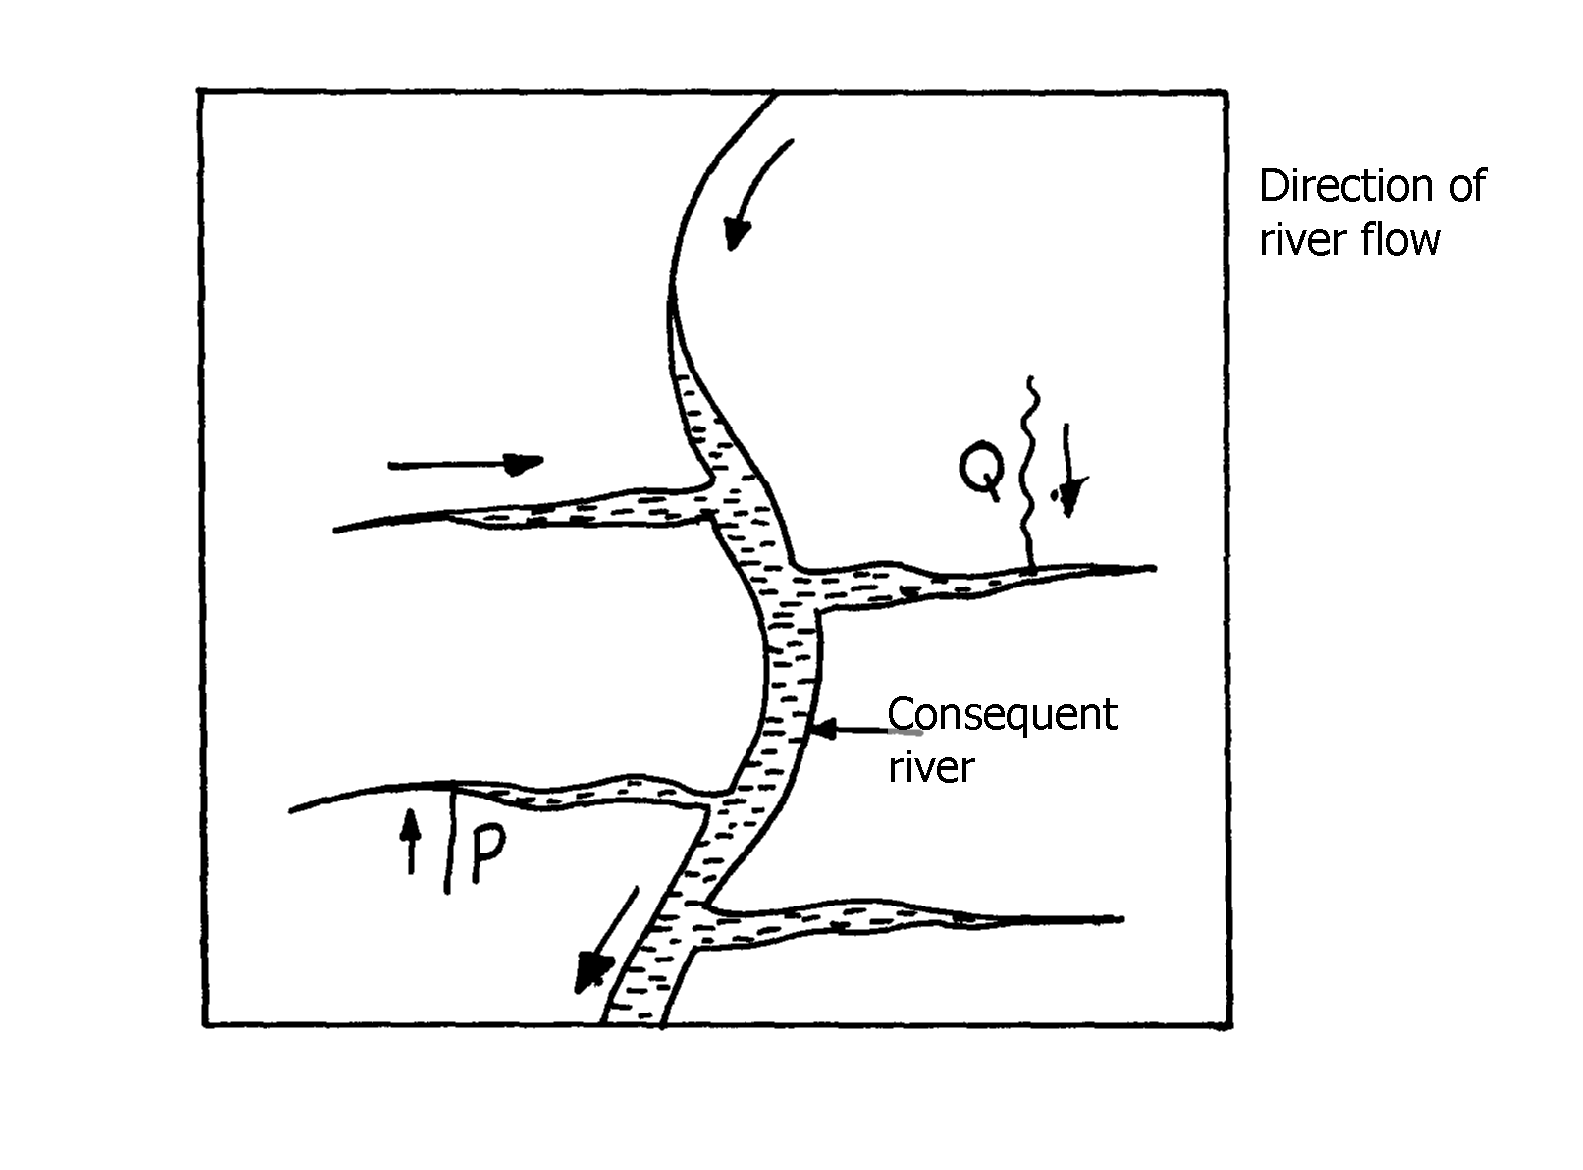 Direction of
river flow
Q
Consequent
river
P